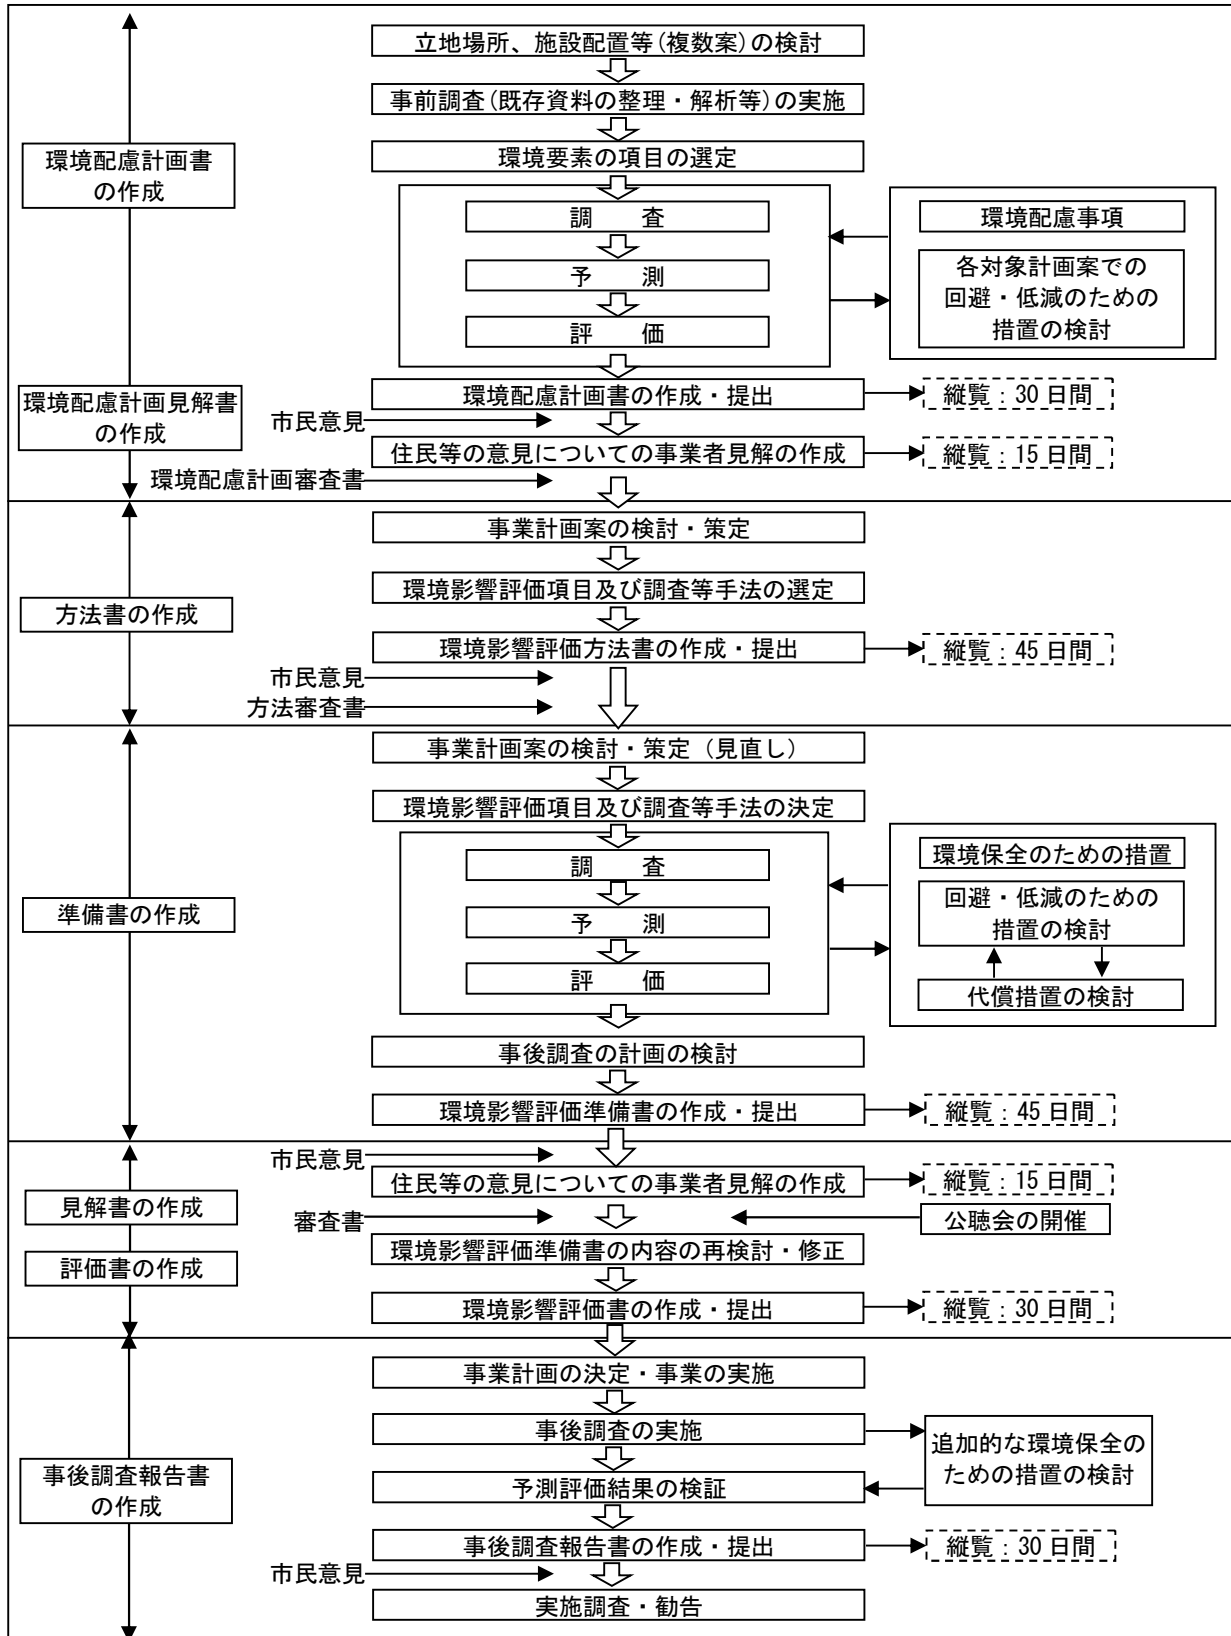 立地場所、施設配置等(複数案)の検討
事前調査(既存資料の整理・解析等)の実施
環境要素の項目の選定
環境配慮計画書
の作成
調　査
予　測
評　価
環境配慮事項
各対象計画案での
回避・低減のための
措置の検討
環境配慮計画書の作成・提出
縦覧：30日間
環境配慮計画見解書
の作成
市民意見
住民等の意見についての事業者見解の作成
縦覧：15日間
環境配慮計画審査書
事業計画案の検討・策定
環境影響評価項目及び調査等手法の選定
方法書の作成
環境影響評価方法書の作成・提出
縦覧：45日間
市民意見
方法審査書
事業計画案の検討・策定（見直し）
環境影響評価項目及び調査等手法の決定
準備書の作成
調　査
予　測
評　価
環境保全のための措置
回避・低減のための
措置の検討
代償措置の検討
事後調査の計画の検討
環境影響評価準備書の作成・提出
縦覧：45日間
市民意見
住民等の意見についての事業者見解の作成
縦覧：15日間
見解書の作成
審査書
公聴会の開催
環境影響評価準備書の内容の再検討・修正
評価書の作成
環境影響評価書の作成・提出
縦覧：30日間
事業計画の決定・事業の実施
事後調査の実施
追加的な環境保全の
ための措置の検討
事後調査報告書
の作成
予測評価結果の検証
事後調査報告書の作成・提出
縦覧：30日間
市民意見
実施調査・勧告